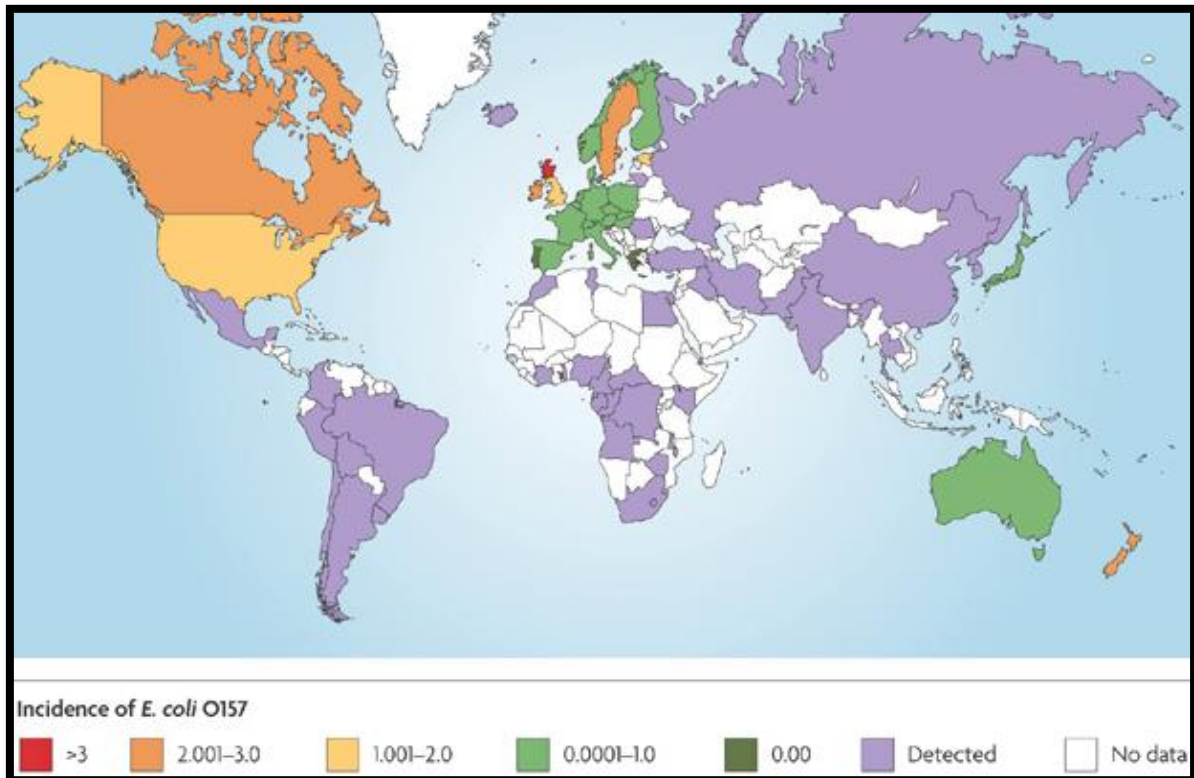 Incidence of E. coli O157
>3 2.001–3.0 1.001–2.0 0.0001–1.0 0.00 Detected No data